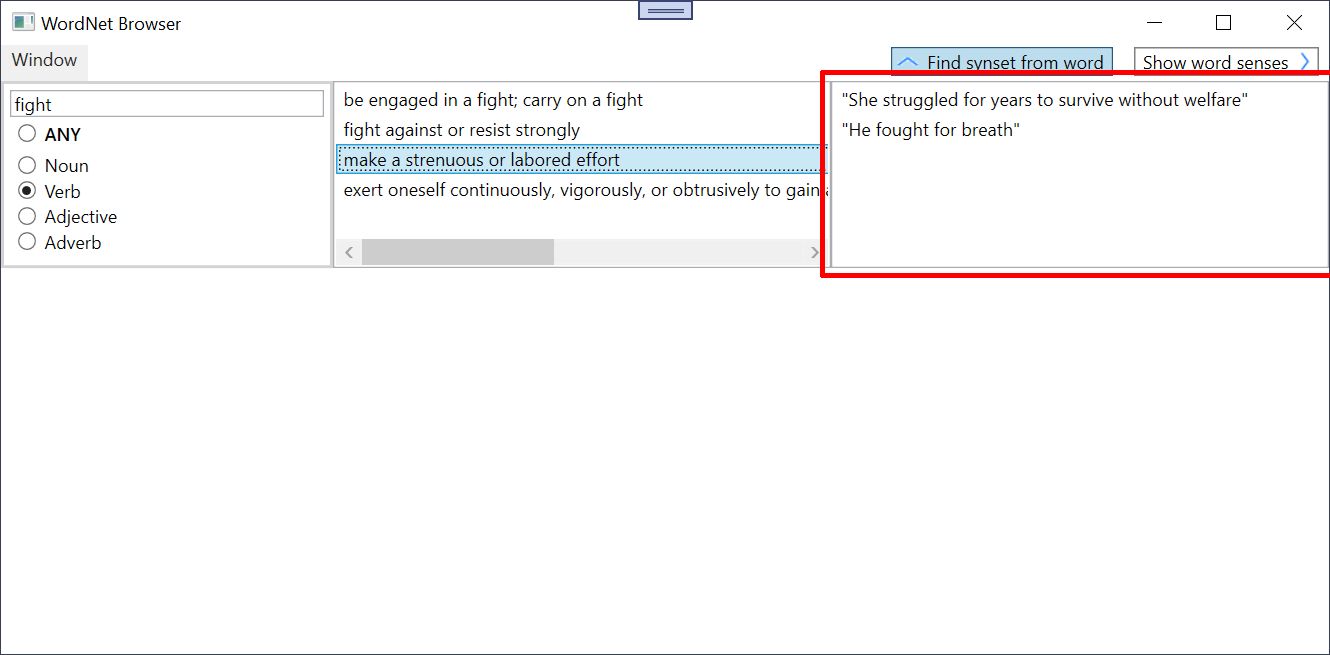 WordNet Browser
Window
Find synset from word
Show word senses
fight
ANY
Noun
Verb
Adjective
Adverb
be engaged in a fight; carry on a fight
fight against or resist strongly
make a strenuous or labored effort
exert oneself continuously, vigorously, or obtrusively to gain
"She struggled for years to survive without welfare"
"He fought for breath"